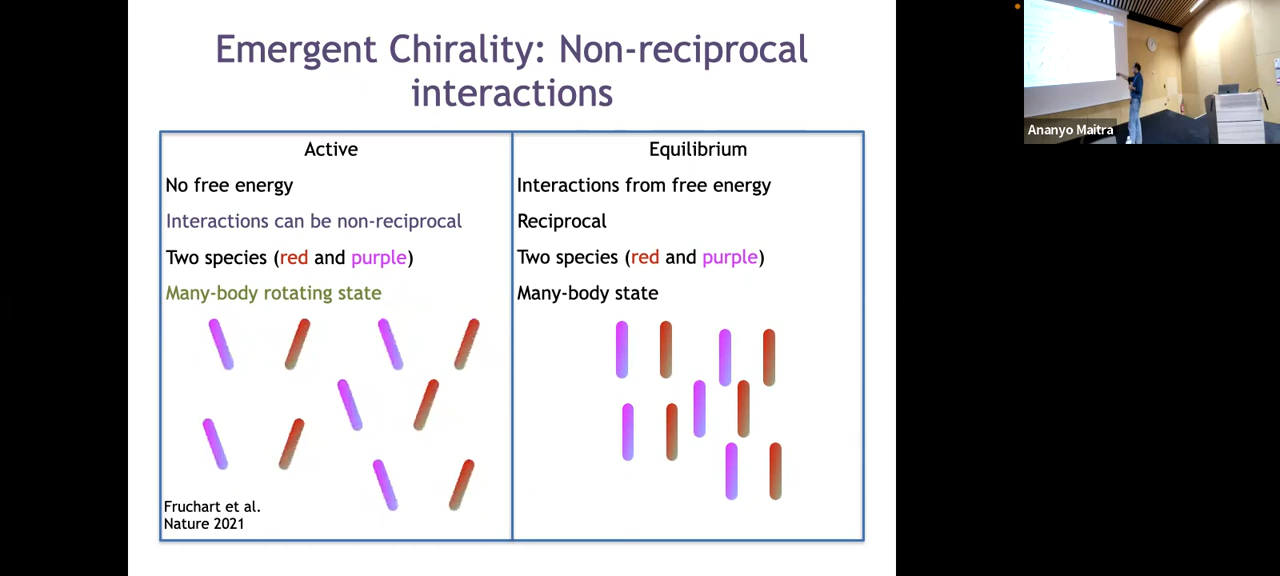 Emergent Chirality: Non-reciprocal
interactions
Active
No free energy
Interactions can be non-reciprocal
Two species (red and purple)
Many-body rotating state
Fruchart et al.
Nature 2021
Equilibrium
Interactions from free energy
Reciprocal
Two species (red and purple)
Many-body state
Ananyo Maitra